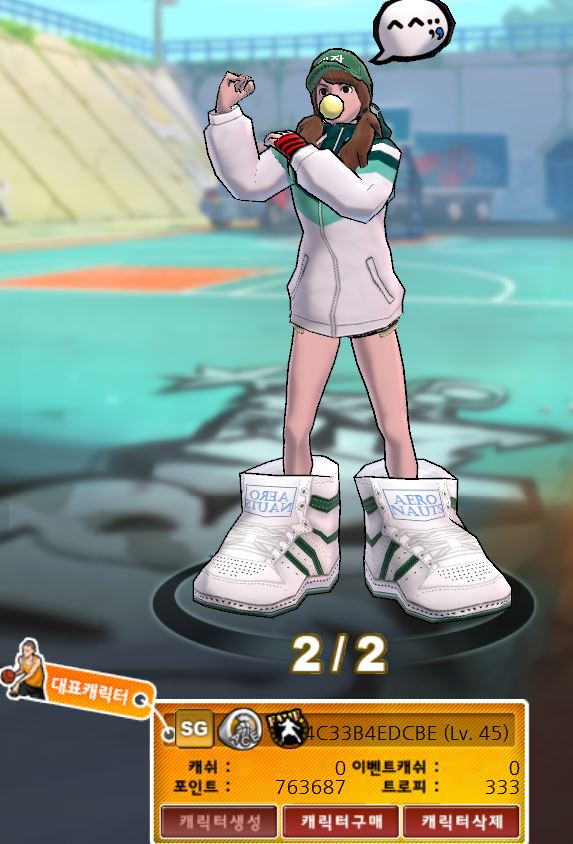 ^^;;
AERO
NAUTS
AERO
NAUTS
2/2
대표캐릭터
SG
4C33B4EDCBE (Lv. 45)
캐쉬 : 0 이벤트캐쉬 : 0
포인트 : 763687 트로피 : 333
캐릭터생성 캐릭터구매 캐릭터삭제